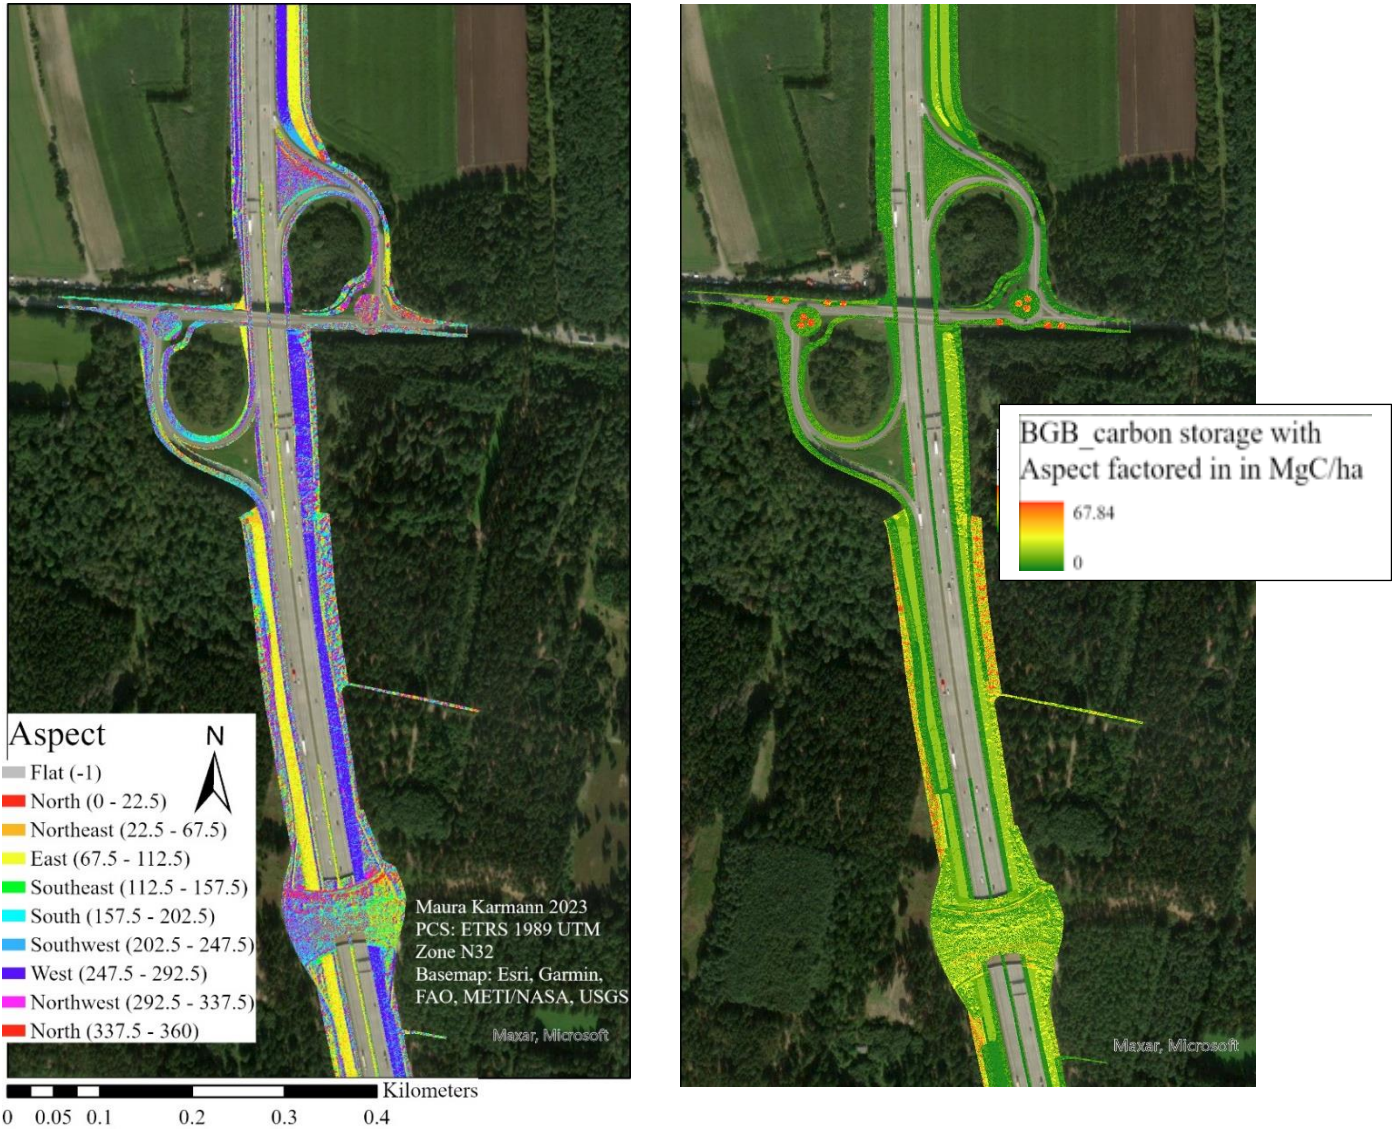 Aspect
N
Flat (-1)
North (0 - 22.5)
Northeast (22.5 - 67.5)
East (67.5 - 112.5)
Southeast (112.5 - 157.5)
South (157.5 - 202.5)
Southwest (202.5 - 247.5)
West (247.5 - 292.5)
Northwest (292.5 - 337.5)
North (337.5 - 360)
Maura Karmann 2023
PCS: ETRS 1989 UTM
Zone N32
Basemap: Esri, Garmin,
FAO, METI/NASA, USGS
Maxar, Microsoft
Kilometers
0 0.05 0.1 0.2 0.3 0.4
BGB_carbon storage with
Aspect factored in in MgC/ha
67.84
0
Maxar, Microsoft